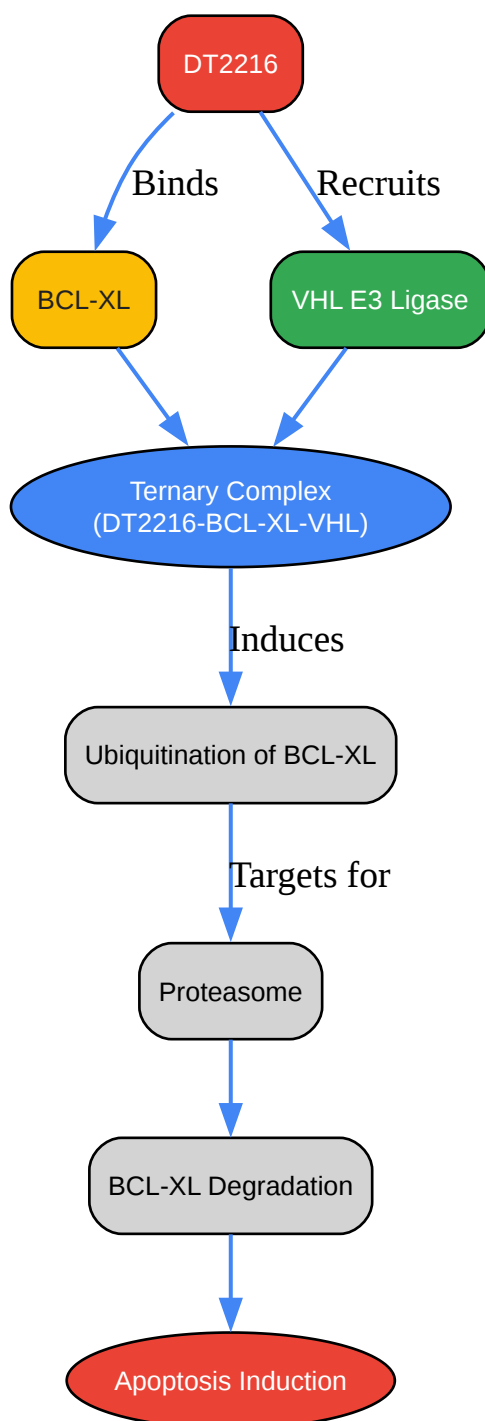 DT2216
Binds
Recruits
BCL-XL
VHL E3 Ligase
Ternary Complex
(DT2216-BCL-XL-VHL)
Induces
Ubiquitination of BCL-XL
Targets for
Proteasome
BCL-XL Degradation
Apoptosis Induction